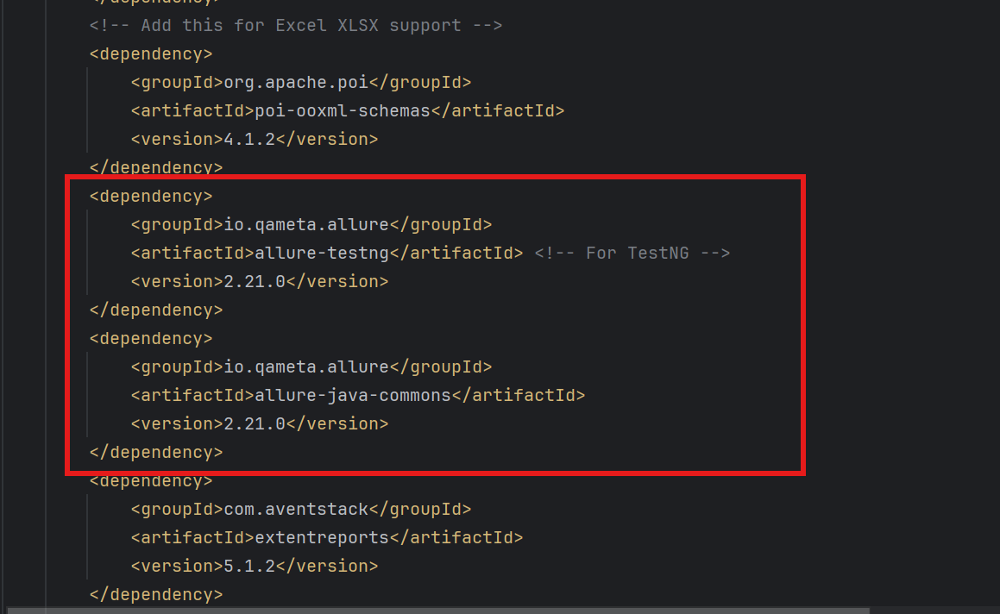 </dependency>
<!-- Add this for Excel XLSX support -->
<dependency>
<groupId>org.apache.poi</groupId>
<artifactId>poi-ooxml-schemas</artifactId>
<version>4.1.2</version>
</dependency>
<dependency>
<groupId>io.qameta.allure</groupId>
<artifactId>allure-testng</artifactId> <!-- For TestNG -->
<version>2.21.0</version>
</dependency>
<dependency>
<groupId>io.qameta.allure</groupId>
<artifactId>allure-java-commons</artifactId>
<version>2.21.0</version>
</dependency>
<dependency>
<groupId>com.aventstack</groupId>
<artifactId>extentreports</artifactId>
<version>5.1.2</version>
</dependency>